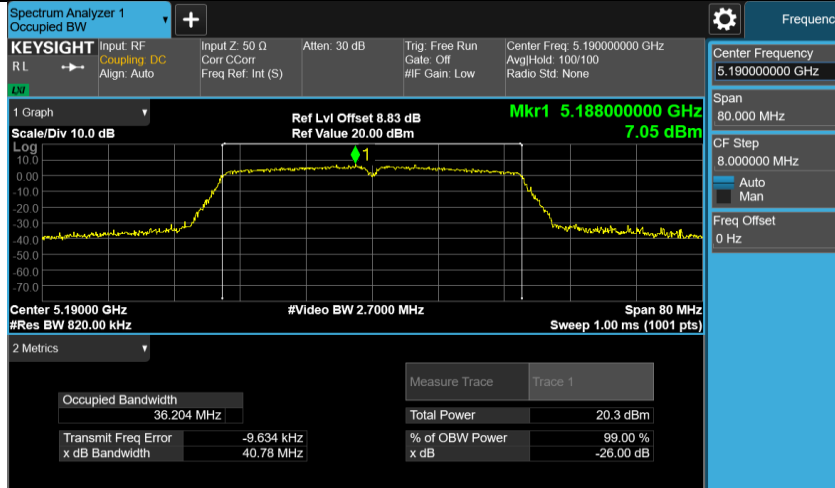 Spectrum Analyzer 1
Occupied BW
Frequenc
KEYSIGHT
R L
LXI
Input: RF
Coupling: DC
Align: Auto
Input Z: 50 Ω
Corr CCorr
Freq Ref: Int (S)
Atten: 30 dB
Trig: Free Run
Gate: Off
#IF Gain: Low
Center Freq: 5.190000000 GHz
Avg|Hold: 100/100
Radio Std: None
Center Frequency
5.190000000 GHz
Span
80.000 MHz
CF Step
8.000000 MHz
Auto
Man
Freq Offset
0 Hz
1 Graph
Scale/Div 10.0 dB
Ref Lvl Offset 8.83 dB
Ref Value 20.00 dBm
Mkr1 5.188000000 GHz
7.05 dBm
Log
10.0
0.00
-10.0
-20.0
-30.0
-40.0
-50.0
-60.0
-70.0
1
Center 5.19000 GHz
#Res BW 820.00 kHz
#Video BW 2.7000 MHz
Span 80 MHz
Sweep 1.00 ms (1001 pts)
2 Metrics
Measure Trace
Trace 1
Occupied Bandwidth
36.204 MHz
Total Power
20.3 dBm
Transmit Freq Error
-9.634 kHz
% of OBW Power
99.00 %
x dB Bandwidth
40.78 MHz
x dB
-26.00 dB